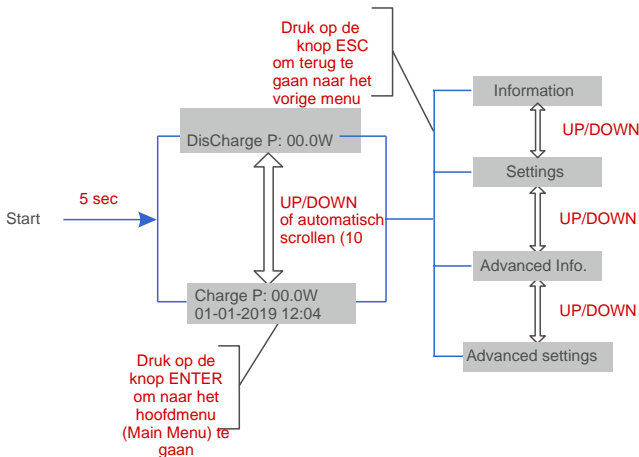 Druk op de
knop ESC
om terug te
gaan naar het
vorige menu
Information
UP/DOWN
DisCharge P: 00.0W
Settings
5 sec
UP/DOWN
of automatisch
scrollen (10
Start
UP/DOWN
Advanced Info.
Charge P: 00.0W
01-01-2019 12:04
UP/DOWN
Advanced settings
Druk op de
knop ENTER
om naar het
hoofdmenu
(Main Menu) te
gaan